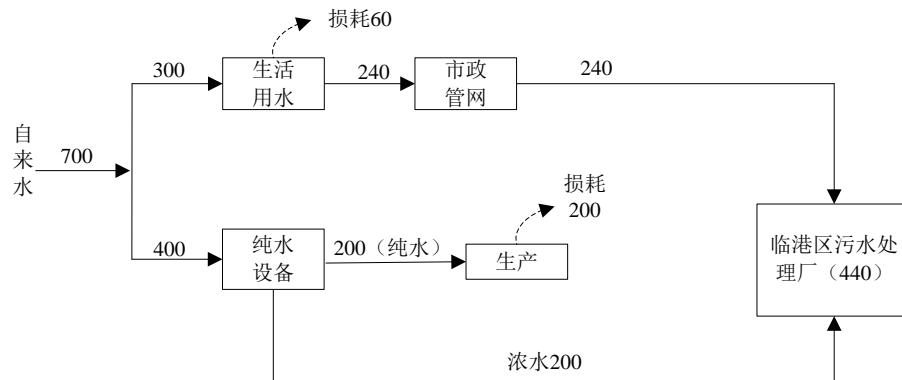 损耗60
300
生活
用水
240
市政
管网
240
自
来
水
700
损耗
200
400
纯水
设备
200（纯水）
生产
临港区污水处
理厂（440）
浓水200